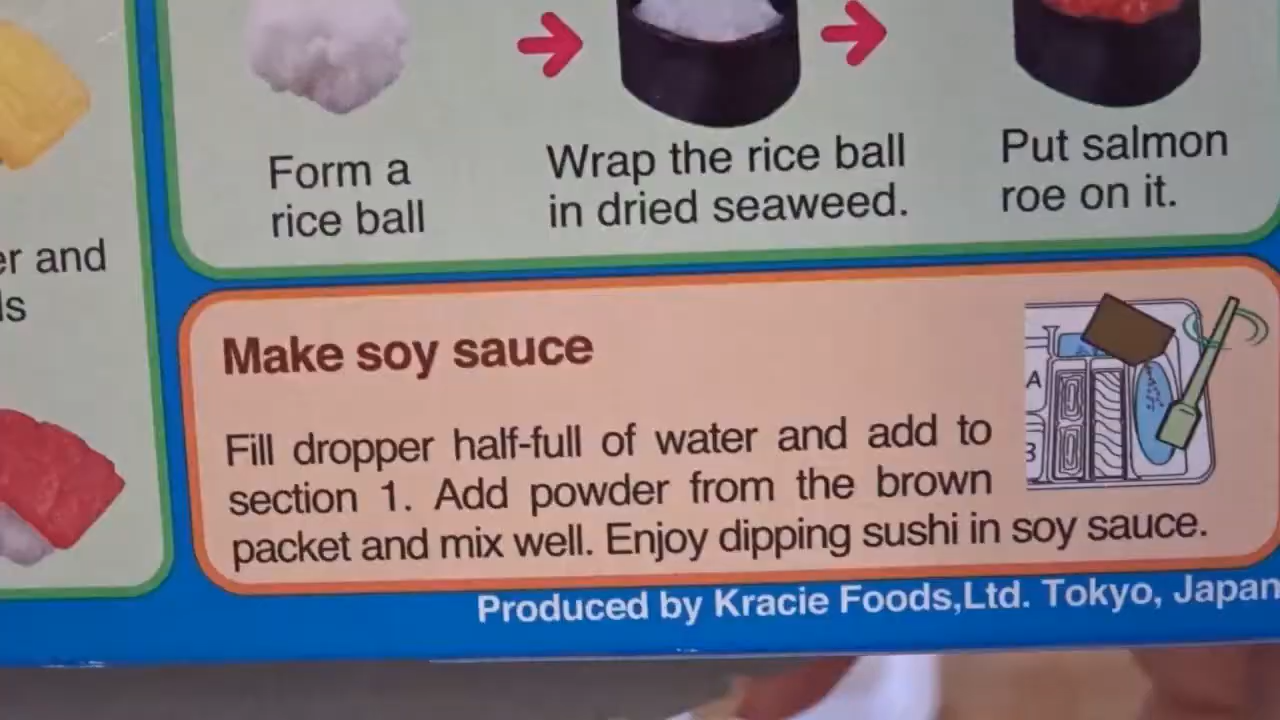 Form a
rice ball
Wrap the rice ball
in dried seaweed.
Put salmon
roe on it.
er and
ls
Make soy sauce
A
3
Fill dropper half-full of water and add to
section 1. Add powder from the brown
packet and mix well. Enjoy dipping sushi in soy sauce.
Produced by Kracie Foods,Ltd. Tokyo, Japan